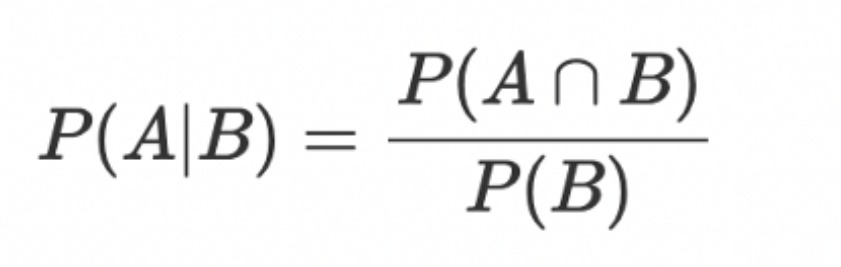 P(A|B) = P(A ∩ B) / P(B)